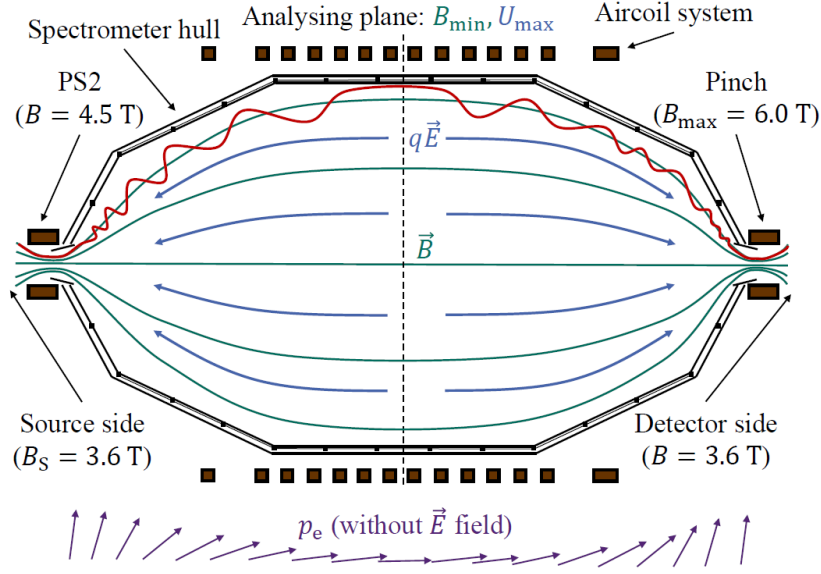 Analysing plane: B_min, U_max
Aircoil system
Spectrometer hull
PS2
(B = 4.5 T)
Pinch
(B_max = 6.0 T)
qE⃗
B⃗
Source side
(B_S = 3.6 T)
Detector side
(B = 3.6 T)
p_e (without E⃗ field)